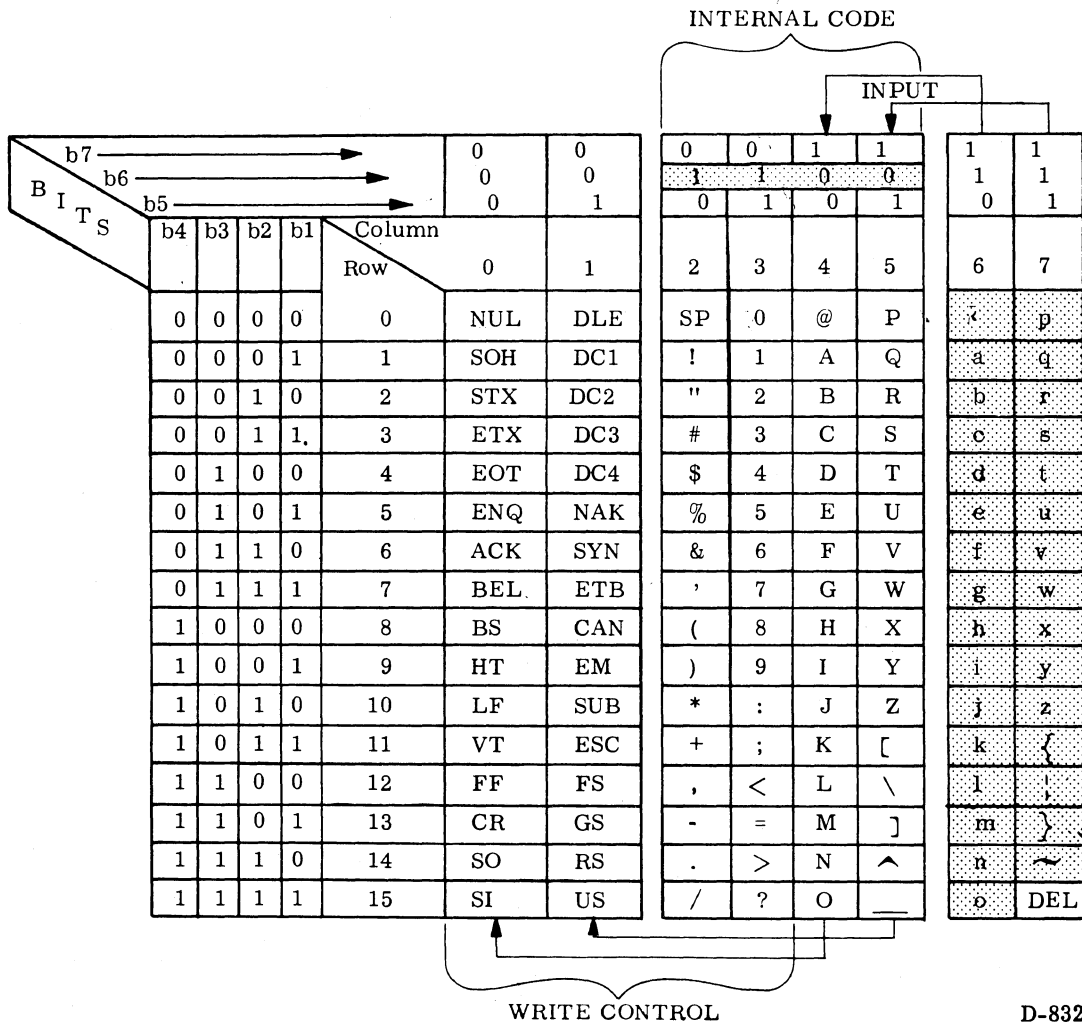 INTERNAL CODE
INPUT
b7 0 0 0 0 1 1 1 1
b6 0 0 1 1 0 0 1 1
BITS
b5 0 1 0 1 0 1 0 1
b4 b3 b2 b1 Column
Row 0 1 2 3 4 5 6 7
0 0 0 0 0 NUL DLE SP 0 @ P ` p
0 0 0 1 1 SOH DC1 ! 1 A Q a q
0 0 1 0 2 STX DC2 " 2 B R b r
0 0 1 1. 3 ETX DC3 # 3 C S c s
0 1 0 0 4 EOT DC4 $ 4 D T d t
0 1 0 1 5 ENQ NAK % 5 E U e u
0 1 1 0 6 ACK SYN & 6 F V f v
0 1 1 1 7 BEL ETB ' 7 G W g w
1 0 0 0 8 BS CAN ( 8 H X h x
1 0 0 1 9 HT EM ) 9 I Y i y
1 0 1 0 10 LF SUB * : J Z j z
1 0 1 1 11 VT ESC + ; K [ k {
1 1 0 0 12 FF FS , < L \ l ¦
1 1 0 1 13 CR GS - = M ] m }
1 1 1 0 14 SO RS . > N ^ n ~
1 1 1 1 15 SI US / ? O _ o DEL
WRITE CONTROL
D-832